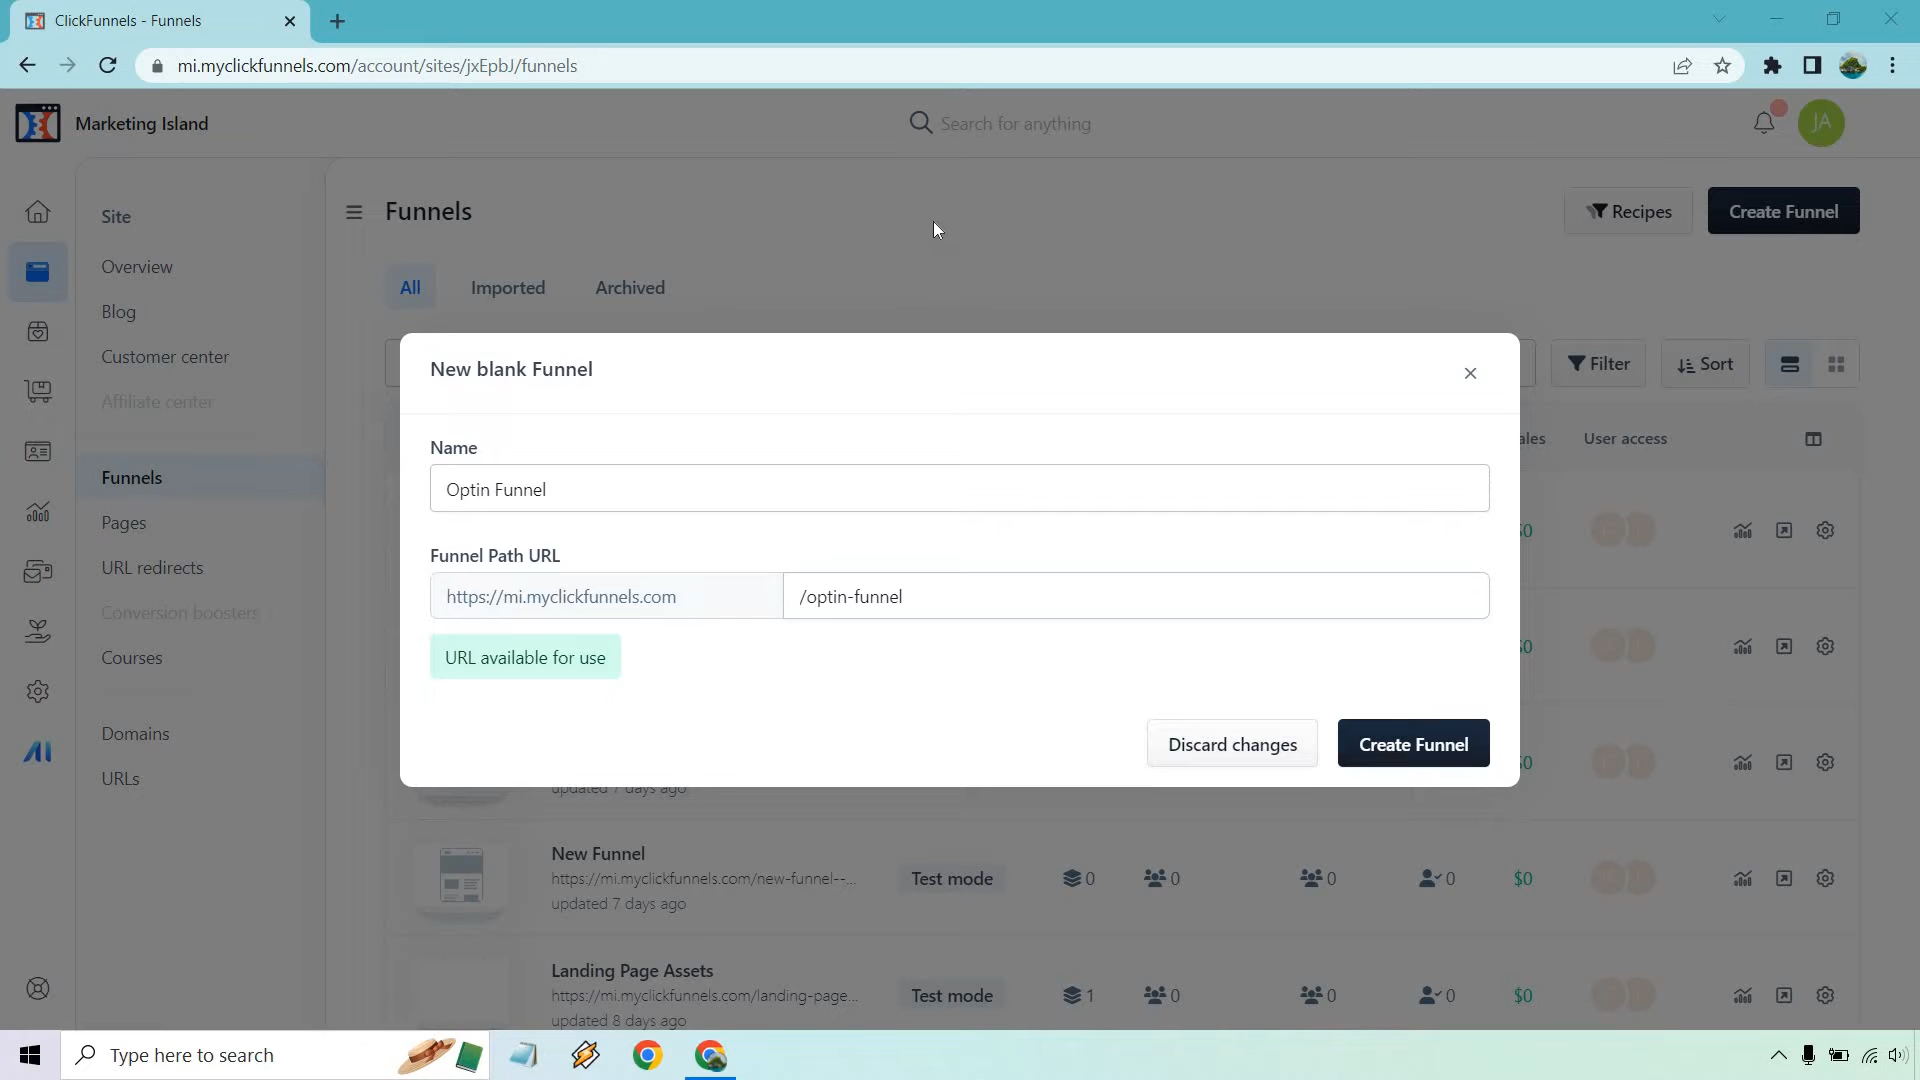 ClickFunnels - Funnels
mi.myclickfunnels.com/account/sites/jxEpbJ/funnels
Marketing Island
Search for anything
JA
Site
Overview
Blog
Customer center
Affiliate center
Funnels
Pages
URL redirects
Conversion boosters
Courses
Domains
URLs
Funnels
Recipes
Create Funnel
All
Imported
Archived
Filter
Sort
User access
New blank Funnel
Name
Optin Funnel
Funnel Path URL
https://mi.myclickfunnels.com
/optin-funnel
URL available for use
Discard changes
Create Funnel
updated 7 days ago
New Funnel
https://mi.myclickfunnels.com/new-funnel--...
updated 7 days ago
Test mode
0
0
0
0
$0
Landing Page Assets
https://mi.myclickfunnels.com/landing-page...
updated 8 days ago
Test mode
1
0
0
0
$0
Type here to search